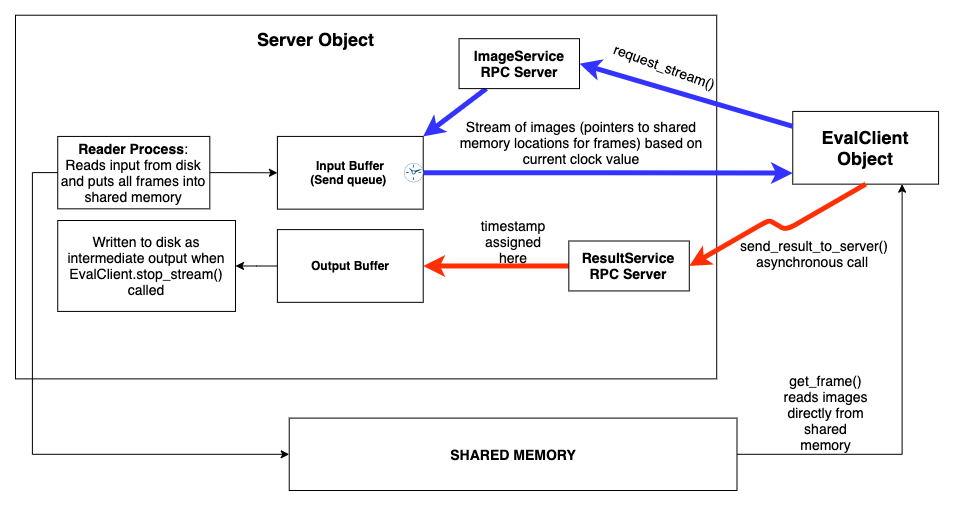 Server Object
ImageService
RPC Server
request_stream()
EvalClient
Object
Stream of images (pointers to shared
memory locations for frames) based on
current clock value
Reader Process:
Reads input from disk
and puts all frames into
shared memory
Input Buffer
(Send queue)
Written to disk as
intermediate output when
EvalClient.stop_stream()
called
Output Buffer
timestamp
assigned
here
ResultService
RPC Server
send_result_to_server()
asynchronous call
get_frame()
reads images
directly from
shared
memory
SHARED MEMORY